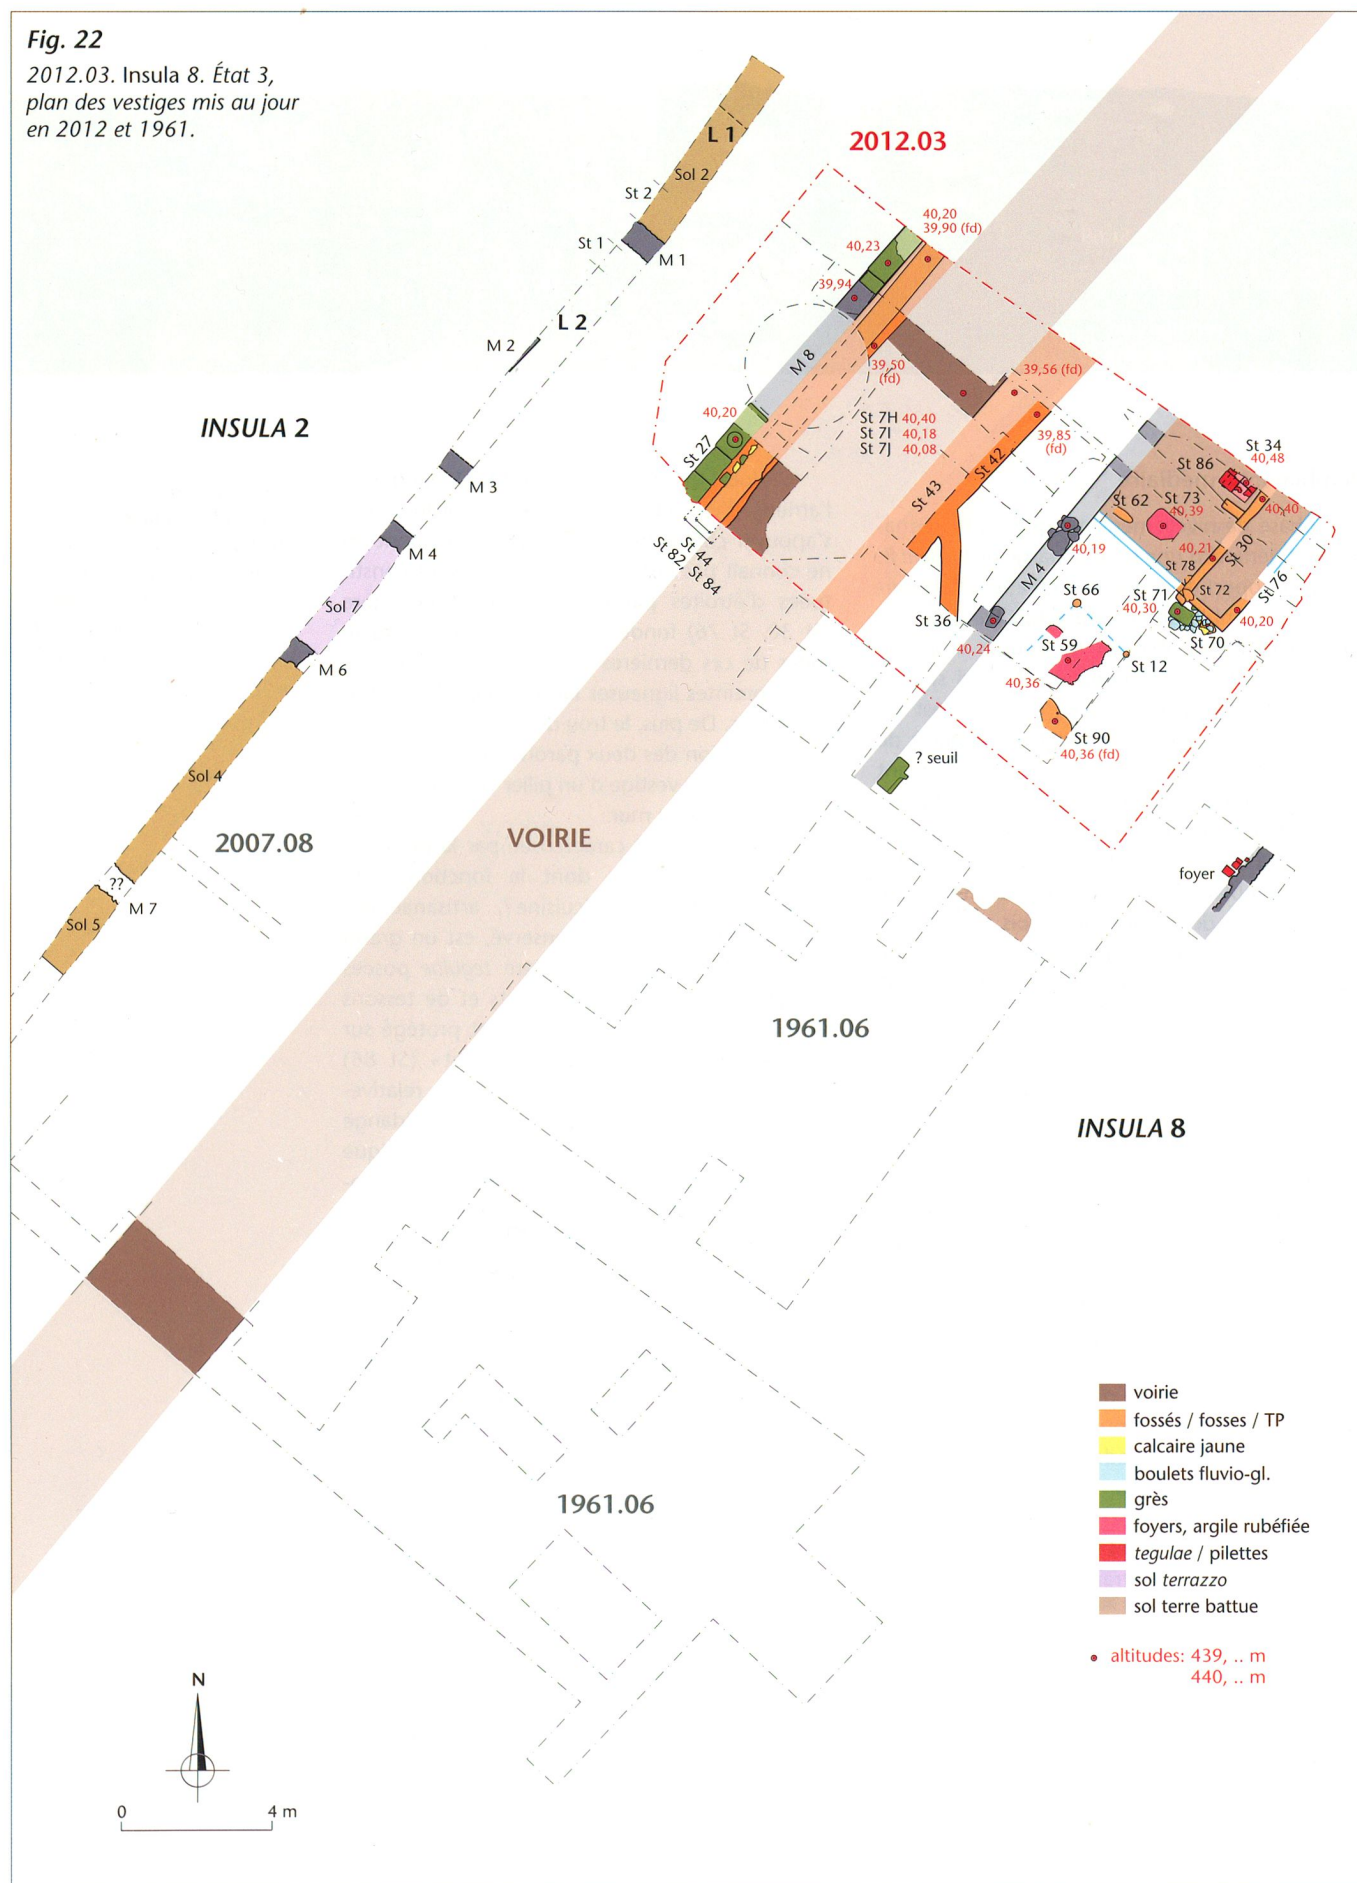 Fig. 22
2012.03. Insula 8. État 3,
plan des vestiges mis au jour
en 2012 et 1961.
L 1
2012.03
Sol 2
St 2
40,20
39,90 (fd)
St 1
40,23
M 1
39,94
L 2
M 2
M 8
39,50
(fd)
39,56 (fd)
INSULA 2
40,20
St 7H 40,40
St 7I 40,18
St 7J 40,08
39,85
(fd)
St 27
St 42
St 34
40,48
St 86
M 3
St 43
St 62
St 73
40,39
40,40
M 4
St 44
St 82, St 84
40,19
40,21
St 30
St 78
M 4
St 76
St 66
St 71
St 72
Sol 7
40,30
40,20
St 36
St 70
40,24
St 59
St 12
M 6
40,36
St 90
40,36 (fd)
? seuil
Sol 4
2007.08
VOIRIE
foyer
??
M 7
Sol 5
1961.06
INSULA 8
1961.06
voirie
fossés / fosses / TP
calcaire jaune
boulets fluvio-gl.
grès
foyers, argile rubéfiée
tegulae / pilettes
sol terrazzo
sol terre battue
altitudes: 439, .. m
440, .. m
N
0 4 m